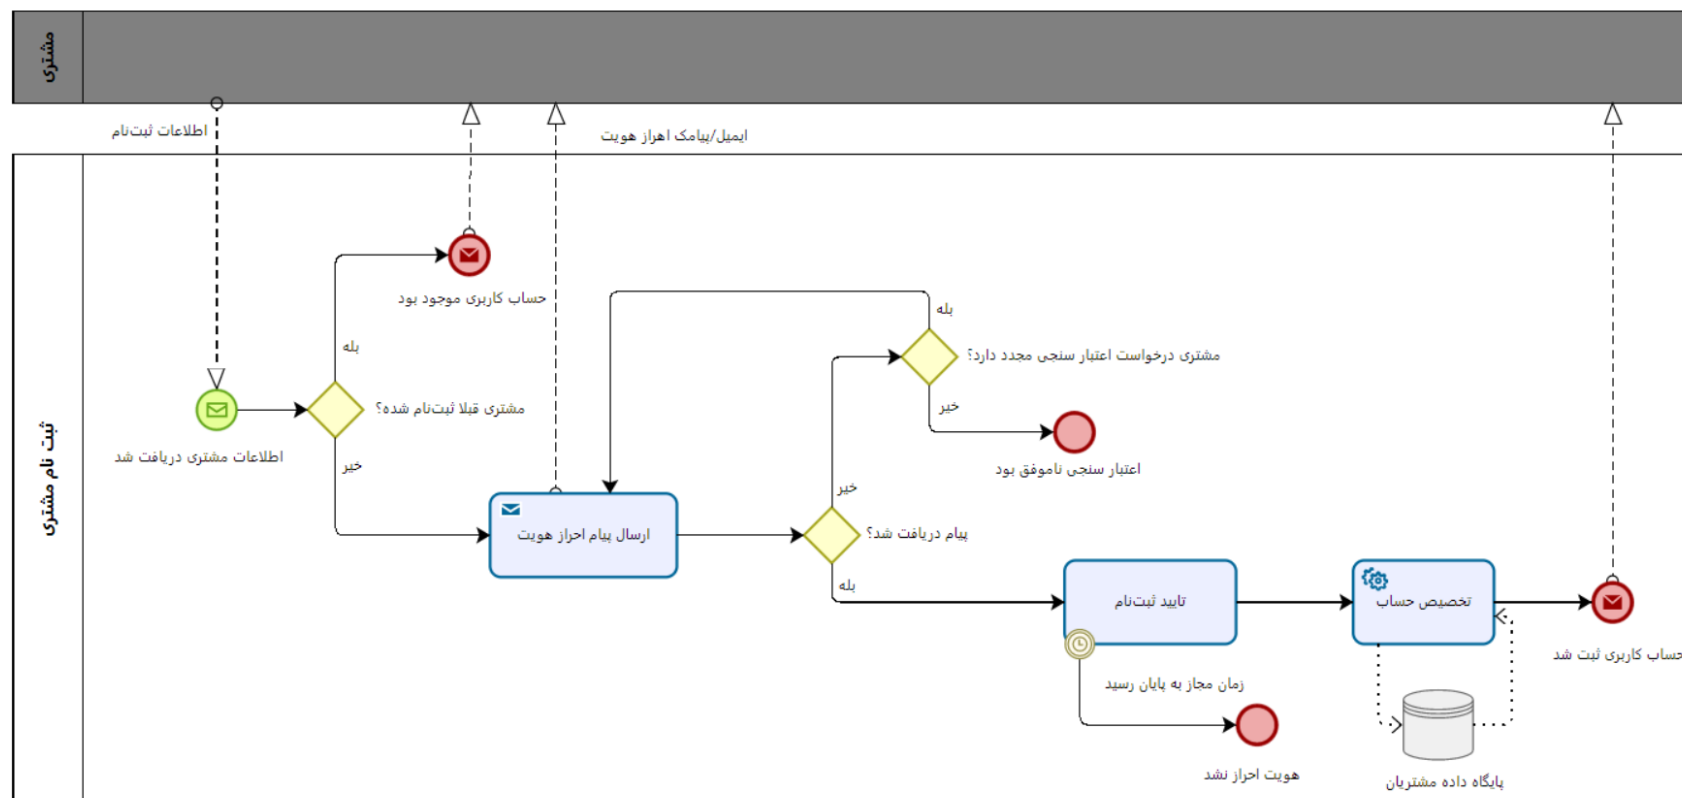 مشتری
اطلاعات ثبت‌نام
ایمیل/پیامک اهراز هویت
ثبت نام مشتری
اطلاعات مشتری دریافت شد
مشتری قبلا ثبت‌نام شده؟
بله
حساب کاربری موجود بود
خیر
ارسال پیام احراز هویت
پیام دریافت شد؟
خیر
مشتری درخواست اعتبار سنجی مجدد دارد؟
بله
خیر
اعتبار سنجی ناموفق بود
بله
تایید ثبت‌نام
زمان مجاز به پایان رسید
هویت احراز نشد
تخصیص حساب
پایگاه داده مشتریان
حساب کاربری ثبت شد